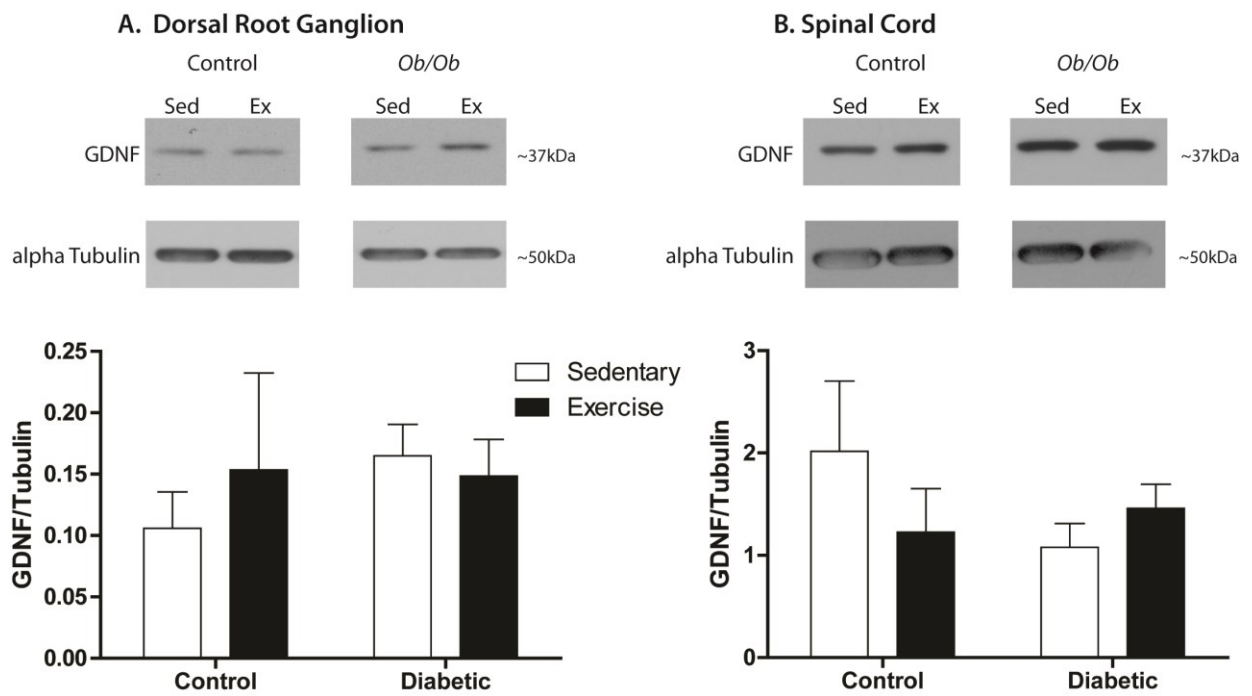 A. Dorsal Root Ganglion
Control Ob/Ob
Sed Ex Sed Ex
GDNF ~37kDa
alpha Tubulin ~50kDa
0.25
0.20
0.15
0.10
0.05
0.00
GDNF/Tubulin
Control Diabetic
Sedentary
Exercise
B. Spinal Cord
Control Ob/Ob
Sed Ex Sed Ex
GDNF ~37kDa
alpha Tubulin ~50kDa
3
2
1
0
GDNF/Tubulin
Control Diabetic